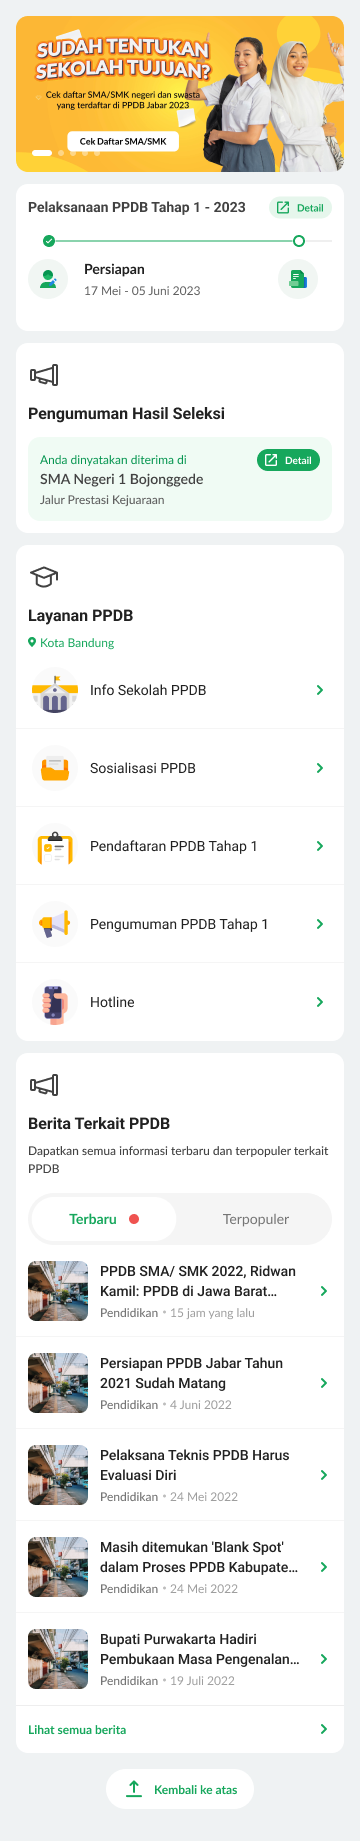 SUDAH TENTUKAN
SEKOLAH TUJUAN?
Cek daftar SMA/SMK negeri dan swasta
yang terdaftar di PPDB Jabar 2023
Cek Daftar SMA/SMK
Pelaksanaan PPDB Tahap 1 - 2023
Detail
Persiapan
17 Mei - 05 Juni 2023
Pengumuman Hasil Seleksi
Anda dinyatakan diterima di
Detail
SMA Negeri 1 Bojonggede
Jalur Prestasi Kejuaraan
Layanan PPDB
Kota Bandung
Info Sekolah PPDB
Sosialisasi PPDB
Pendaftaran PPDB Tahap 1
Pengumuman PPDB Tahap 1
Hotline
Berita Terkait PPDB
Dapatkan semua informasi terbaru dan terpopuler terkait
PPDB
Terbaru
Terpopuler
PPDB SMA/ SMK 2022, Ridwan
Kamil: PPDB di Jawa Barat...
Pendidikan • 15 jam yang lalu
Persiapan PPDB Jabar Tahun
2021 Sudah Matang
Pendidikan • 4 Juni 2022
Pelaksana Teknis PPDB Harus
Evaluasi Diri
Pendidikan • 24 Mei 2022
Masih ditemukan 'Blank Spot'
dalam Proses PPDB Kabupate...
Pendidikan • 24 Mei 2022
Bupati Purwakarta Hadiri
Pembukaan Masa Pengenalan...
Pendidikan • 19 Juli 2022
Lihat semua berita
Kembali ke atas